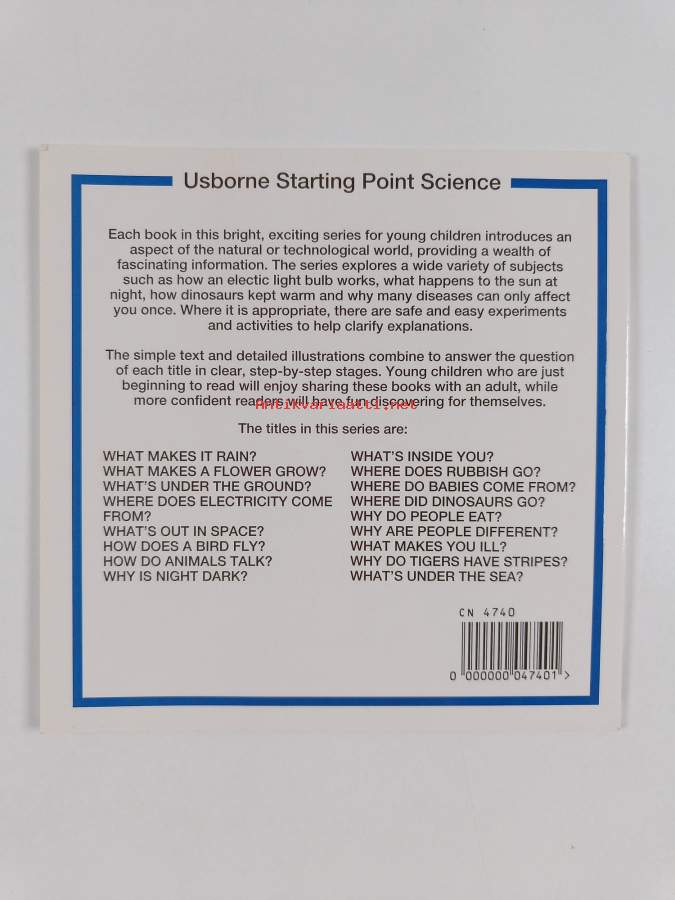 Usborne Starting Point Science
Each book in this bright, exciting series for young children introduces an
aspect of the natural or technological world, providing a wealth of
fascinating information. The series explores a wide variety of subjects
such as how an electic light bulb works, what happens to the sun at
night, how dinosaurs kept warm and why many diseases can only affect
you once. Where it is appropriate, there are safe and easy experiments
and activities to help clarify explanations.
The simple text and detailed illustrations combine to answer the question
of each title in clear, step-by-step stages. Young children who are just
beginning to read will enjoy sharing these books with an adult, while
more confident readers will have fun discovering for themselves.
Antikvariaatti.net
The titles in this series are:
WHAT MAKES IT RAIN?
WHAT MAKES A FLOWER GROW?
WHAT'S UNDER THE GROUND?
WHERE DOES ELECTRICITY COME
FROM?
WHAT'S OUT IN SPACE?
HOW DOES A BIRD FLY?
HOW DO ANIMALS TALK?
WHY IS NIGHT DARK?
WHAT'S INSIDE YOU?
WHERE DOES RUBBISH GO?
WHERE DO BABIES COME FROM?
WHERE DID DINOSAURS GO?
WHY DO PEOPLE EAT?
WHY ARE PEOPLE DIFFERENT?
WHAT MAKES YOU ILL?
WHY DO TIGERS HAVE STRIPES?
WHAT'S UNDER THE SEA?
CN 4740
0 000000 047401 >